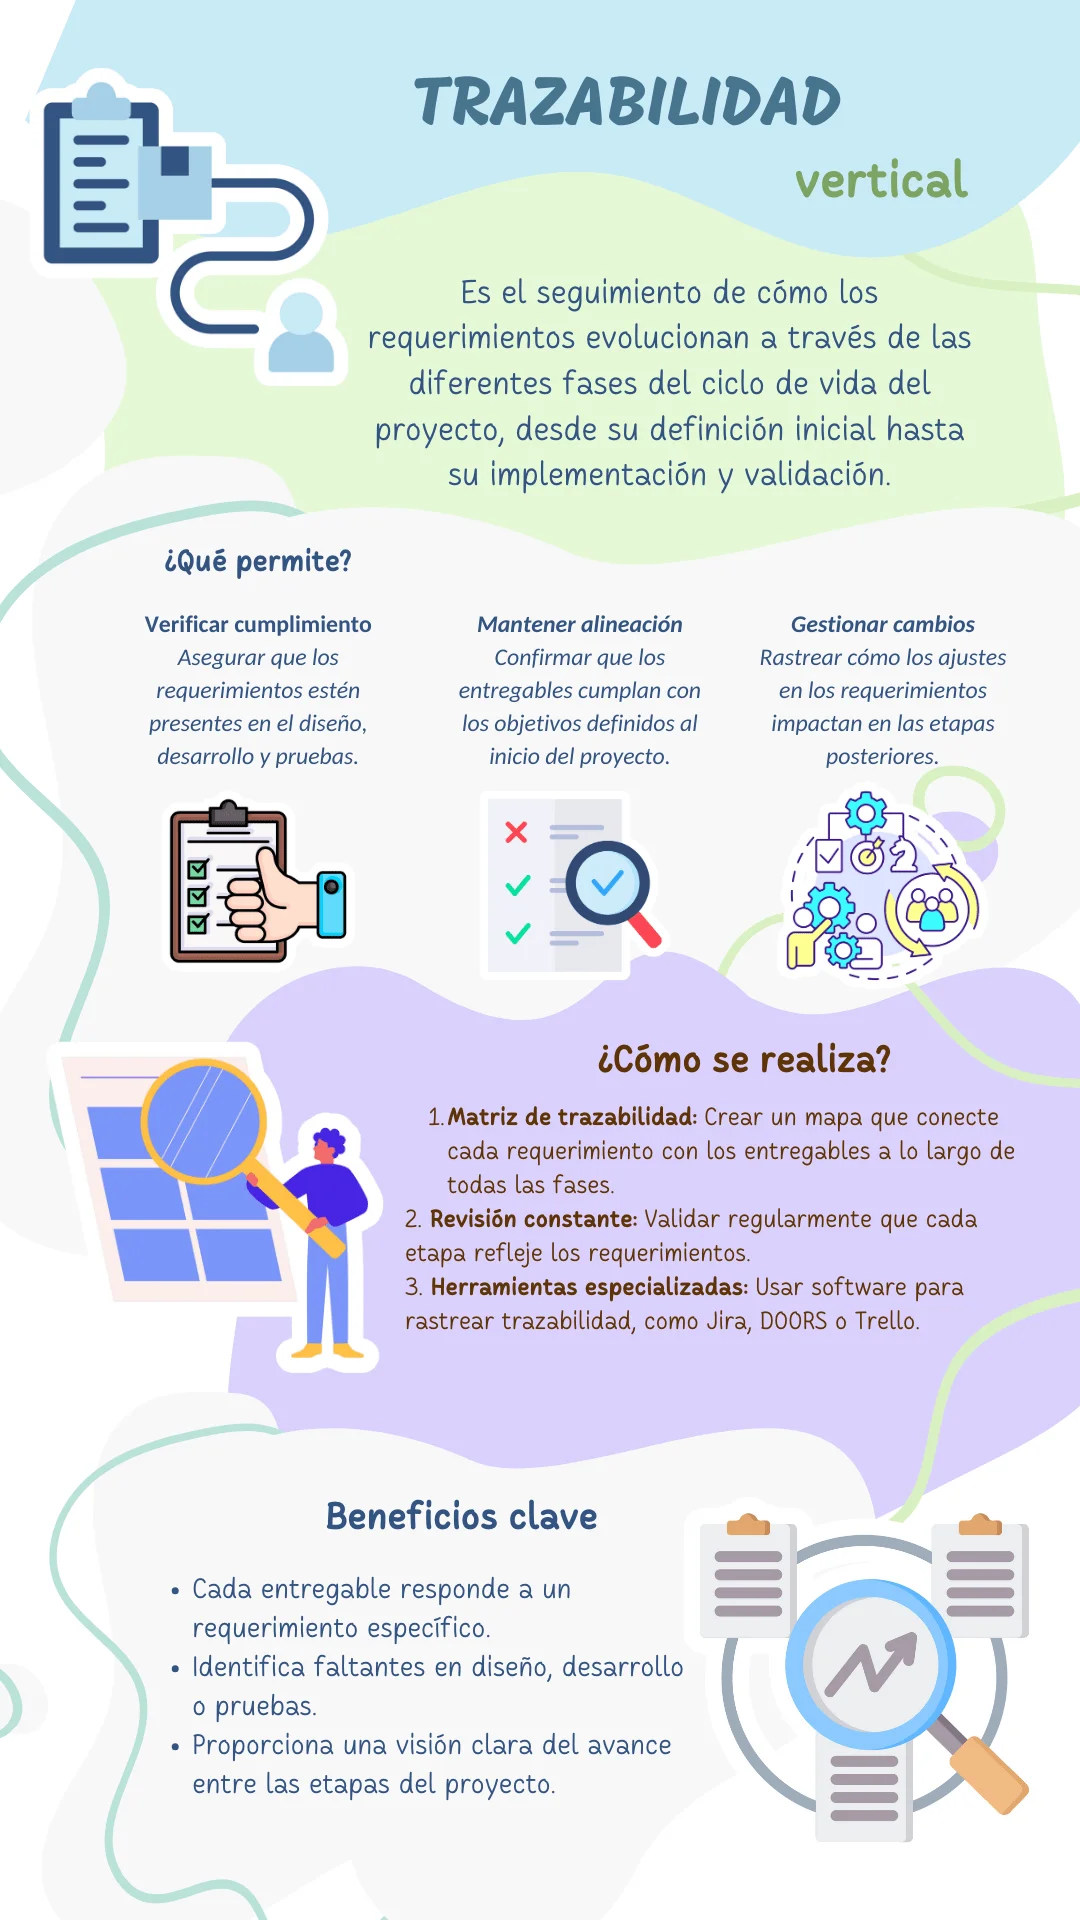 TRAZABILIDAD
vertical
Es el seguimiento de cómo los
requerimientos evolucionan a través de las
diferentes fases del ciclo de vida del
proyecto, desde su definición inicial hasta
su implementación y validación.
¿Qué permite?
Verificar cumplimiento
Asegurar que los
requerimientos estén
presentes en el diseño,
desarrollo y pruebas.
Mantener alineación
Confirmar que los
entregables cumplan con
los objetivos definidos al
inicio del proyecto.
Gestionar cambios
Rastrear cómo los ajustes
en los requerimientos
impactan en las etapas
posteriores.
¿Cómo se realiza?
1. Matriz de trazabilidad: Crear un mapa que conecte
cada requerimiento con los entregables a lo largo de
todas las fases.
2. Revisión constante: Validar regularmente que cada
etapa refleje los requerimientos.
3. Herramientas especializadas: Usar software para
rastrear trazabilidad, como Jira, DOORS o Trello.
Beneficios clave
• Cada entregable responde a un
requerimiento específico.
• Identifica faltantes en diseño, desarrollo
o pruebas.
• Proporciona una visión clara del avance
entre las etapas del proyecto.